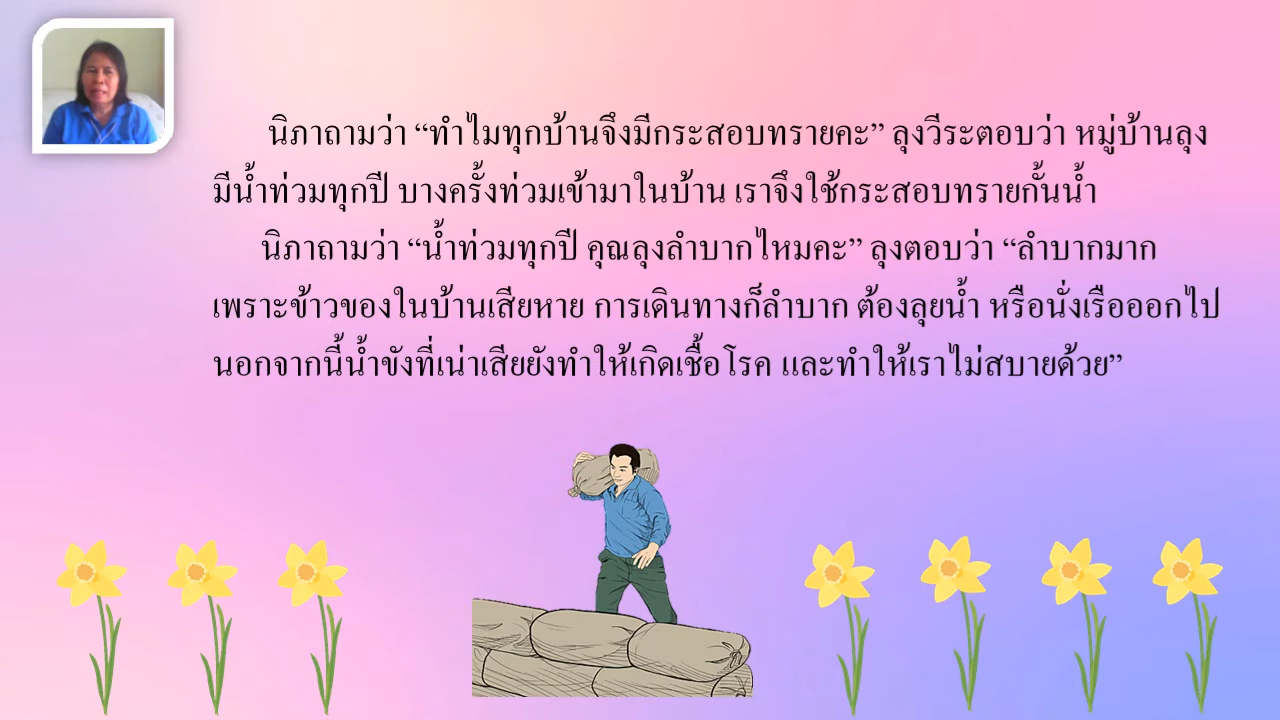 นิภาถามว่า “ทำไมทุกบ้านจึงมีกระสอบทรายคะ” ลุงวีระตอบว่า หมู่บ้านลุง
มีน้ำท่วมทุกปี บางครั้งท่วมเข้ามาในบ้าน เราจึงใช้กระสอบทรายกั้นน้ำ
นิภาถามว่า “น้ำท่วมทุกปี คุณลุงลำบากไหมคะ” ลุงตอบว่า “ลำบากมาก
เพราะข้าวของในบ้านเสียหาย การเดินทางก็ลำบาก ต้องลุยน้ำ หรือนั่งเรือออกไป
นอกจากนี้น้ำขังที่เน่าเสียยังทำให้เกิดเชื้อโรค และทำให้เราไม่สบายด้วย”